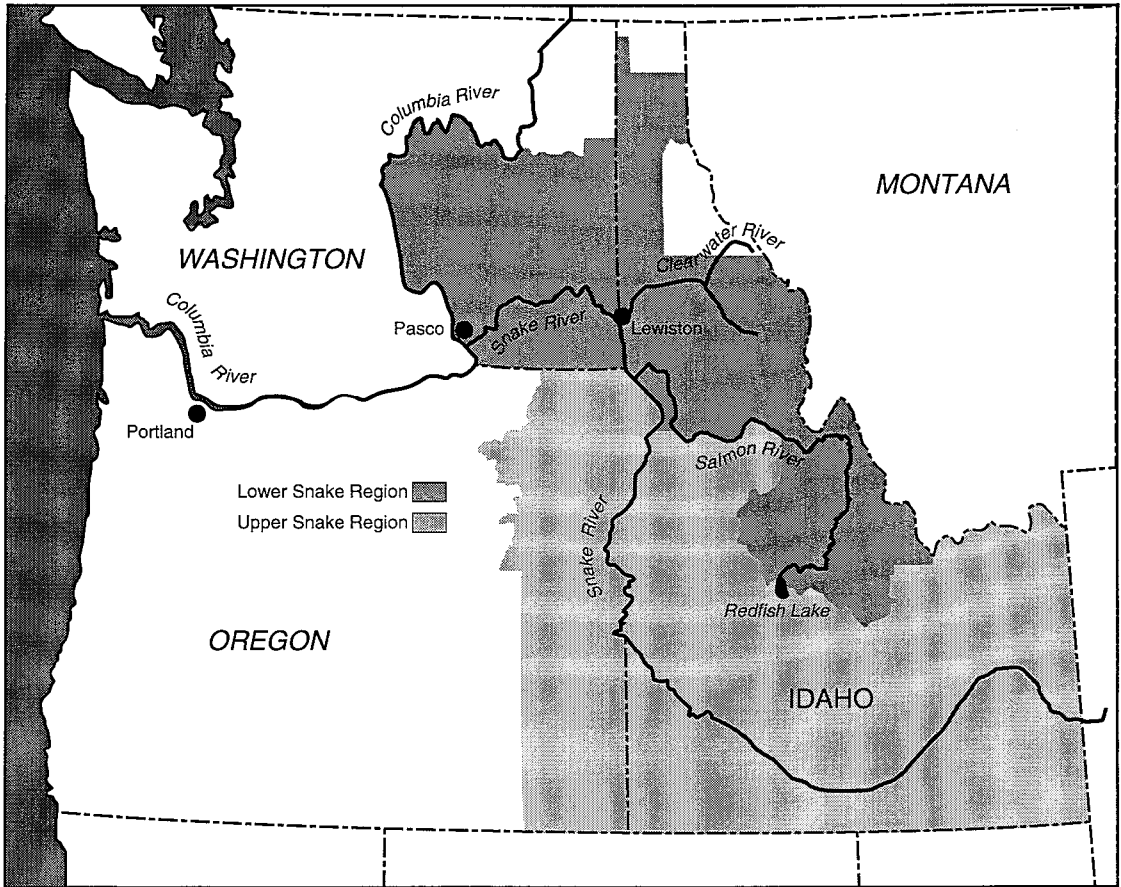 Columbia River
MONTANA
WASHINGTON
Clearwater River
Columbia
River
Pasco
Snake River
Lewiston
Portland
Salmon River
Lower Snake Region
Upper Snake Region
Snake River
Redfish Lake
OREGON
IDAHO